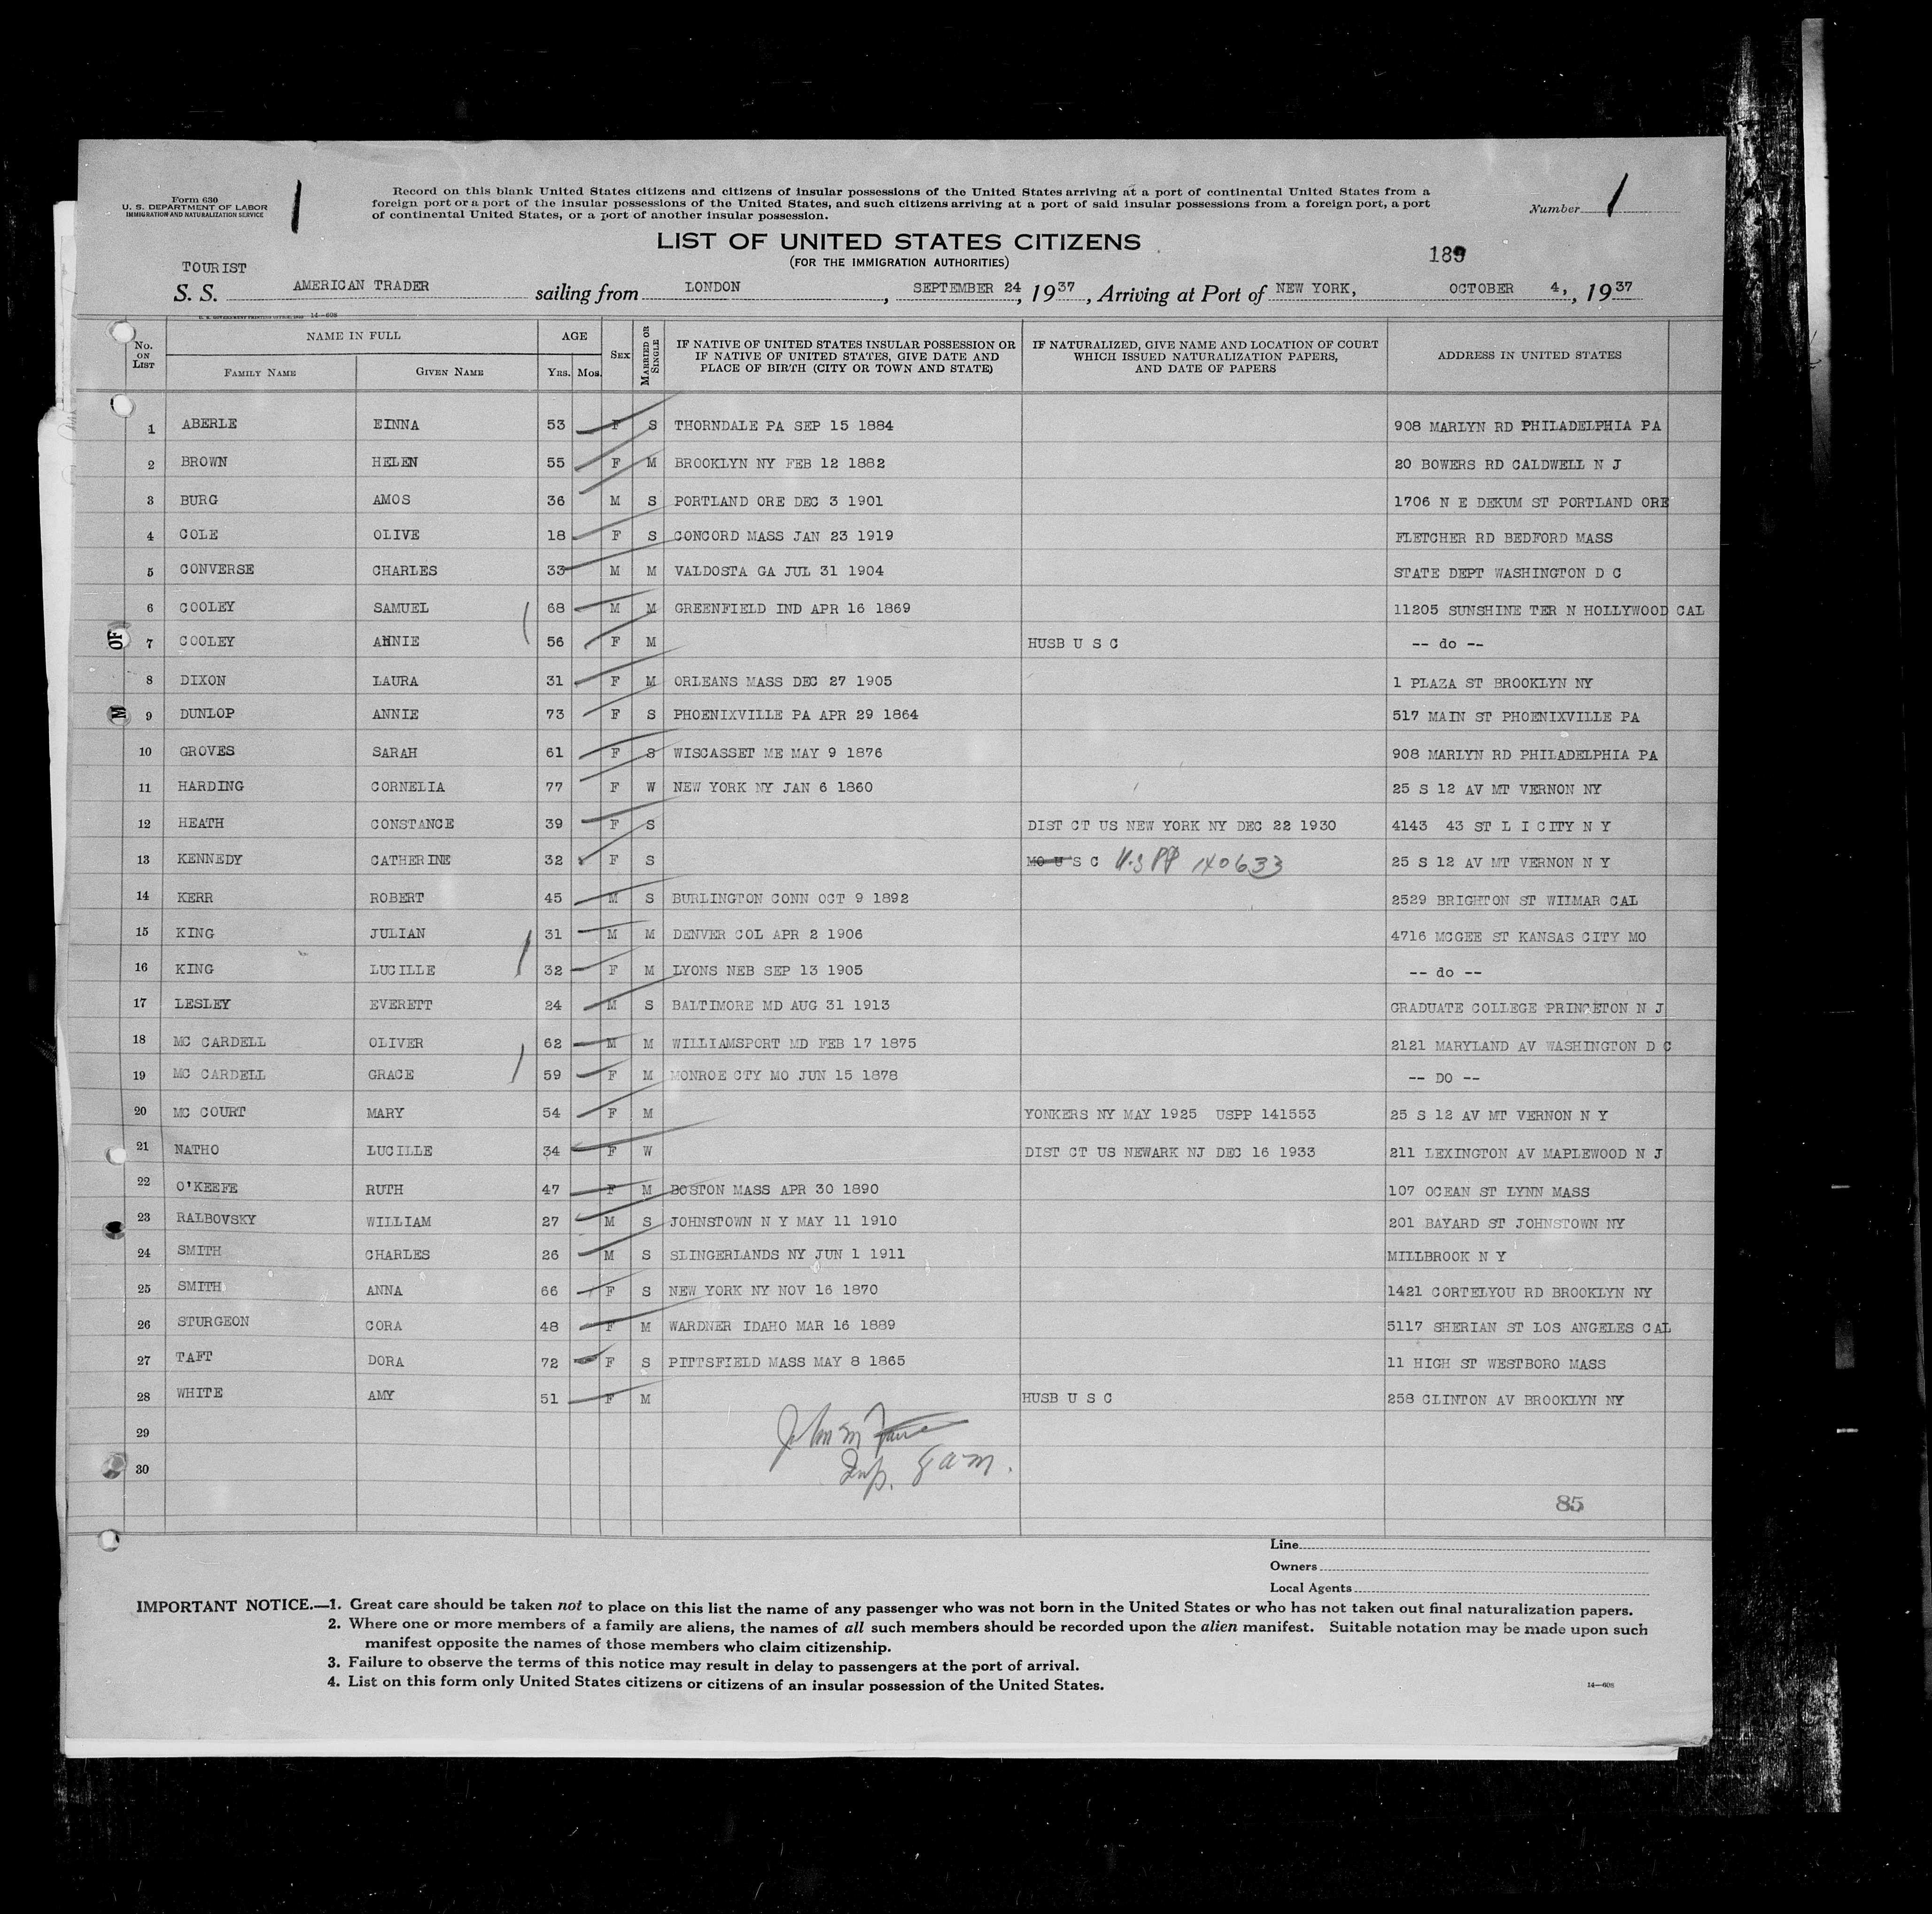 Form 630
U. S. DEPARTMENT OF LABOR
IMMIGRATION AND NATURALIZATION SERVICE
1
Record on this blank United States citizens and citizens of insular possessions of the United States arriving at a port of continental United States from a
foreign port or a port of the insular possessions of the United States, and such citizens arriving at a port of said insular possessions from a foreign port, a port
of continental United States, or a port of another insular possession.
Number 1
LIST OF UNITED STATES CITIZENS
(FOR THE IMMIGRATION AUTHORITIES)
189
TOURIST
S. S. AMERICAN TRADER sailing from LONDON, SEPTEMBER 24, 1937, Arriving at Port of NEW YORK, OCTOBER 4,, 1937
14—608
No. ON LIST NAME IN FULL AGE SEX MARRIED OR SINGLE IF NATIVE OF UNITED STATES INSULAR POSSESSION OR IF NATIVE OF UNITED STATES, GIVE DATE AND PLACE OF BIRTH (CITY OR TOWN AND STATE) IF NATURALIZED, GIVE NAME AND LOCATION OF COURT WHICH ISSUED NATURALIZATION PAPERS, AND DATE OF PAPERS ADDRESS IN UNITED STATES
FAMILY NAME GIVEN NAME YRS. MOS.
1 ABERLE EINNA 53 F S THORNDALE PA SEP 15 1884 908 MARLYN RD PHILADELPHIA PA
2 BROWN HELEN 55 F M BROOKLYN NY FEB 12 1882 20 BOWERS RD CALDWELL N J
3 BURG AMOS 36 M S PORTLAND ORE DEC 3 1901 1706 N E DEKUM ST PORTLAND ORE
4 COLE OLIVE 18 F S CONCORD MASS JAN 23 1919 FLETCHER RD BEDFORD MASS
5 CONVERSE CHARLES 33 M M VALDOSTA GA JUL 31 1904 STATE DEPT WASHINGTON D C
6 COOLEY SAMUEL 68 M M GREENFIELD IND APR 16 1869 11205 SUNSHINE TER N HOLLYWOOD CAL
OF 7 COOLEY ANNIE 56 F M HUSB U S C -- do --
8 DIXON LAURA 31 F M ORLEANS MASS DEC 27 1905 1 PLAZA ST BROOKLYN NY
M 9 DUNLOP ANNIE 73 F S PHOENIXVILLE PA APR 29 1864 517 MAIN ST PHOENIXVILLE PA
10 GROVES SARAH 61 F S WISCASSET ME MAY 9 1876 908 MARLYN RD PHILADELPHIA PA
11 HARDING CORNELIA 77 F W NEW YORK NY JAN 6 1860 25 S 12 AV MT VERNON NY
12 HEATH CONSTANCE 39 F S DIST CT US NEW YORK NY DEC 22 1930 4143 43 ST L I CITY N Y
13 KENNEDY CATHERINE 32 F S MO U S C U.S PP 140633 25 S 12 AV MT VERNON N Y
14 KERR ROBERT 45 M S BURLINGTON CONN OCT 9 1892 2529 BRIGHTON ST WILMAR CAL
15 KING JULIAN 31 M M DENVER COL APR 2 1906 4716 MCGEE ST KANSAS CITY MO
16 KING LUCILLE 32 F M LYONS NEB SEP 13 1905 -- do --
17 LESLEY EVERETT 24 M S BALTIMORE MD AUG 31 1913 GRADUATE COLLEGE PRINCETON N J
18 MC CARDELL OLIVER 62 M M WILLIAMSPORT MD FEB 17 1875 2121 MARYLAND AV WASHINGTON D C
19 MC CARDELL GRACE 59 F M MONROE CTY MO JUN 15 1878 -- DO --
20 MC COURT MARY 54 F M YONKERS NY MAY 1925 USPP 141553 25 S 12 AV MT VERNON N Y
21 NATHO LUCILLE 34 F W DIST CT US NEWARK NJ DEC 16 1933 211 LEXINGTON AV MAPLEWOOD N J
22 O'KEEFE RUTH 47 F M BOSTON MASS APR 30 1890 107 OCEAN ST LYNN MASS
23 RALBOVSKY WILLIAM 27 M S JOHNSTOWN N Y MAY 11 1910 201 BAYARD ST JOHNSTOWN NY
24 SMITH CHARLES 26 M S SLINGERLANDS NY JUN 1 1911 MILLBROOK N Y
25 SMITH ANNA 66 F S NEW YORK NY NOV 16 1870 1421 CORTELYOU RD BROOKLYN NY
26 STURGEON CORA 48 F M WARDNER IDAHO MAR 16 1889 5117 SHERIAN ST LOS ANGELES CAL
27 TAFT DORA 72 F S PITTSFIELD MASS MAY 8 1865 11 HIGH ST WESTBORO MASS
28 WHITE AMY 51 F M HUSB U S C 258 CLINTON AV BROOKLYN NY
29 John M
30 Insp. 8 am.
85
Line
Owners
Local Agents
IMPORTANT NOTICE.—1. Great care should be taken not to place on this list the name of any passenger who was not born in the United States or who has not taken out final naturalization papers.
2. Where one or more members of a family are aliens, the names of all such members should be recorded upon the alien manifest. Suitable notation may be made upon such
manifest opposite the names of those members who claim citizenship.
3. Failure to observe the terms of this notice may result in delay to passengers at the port of arrival.
4. List on this form only United States citizens or citizens of an insular possession of the United States.
14—608